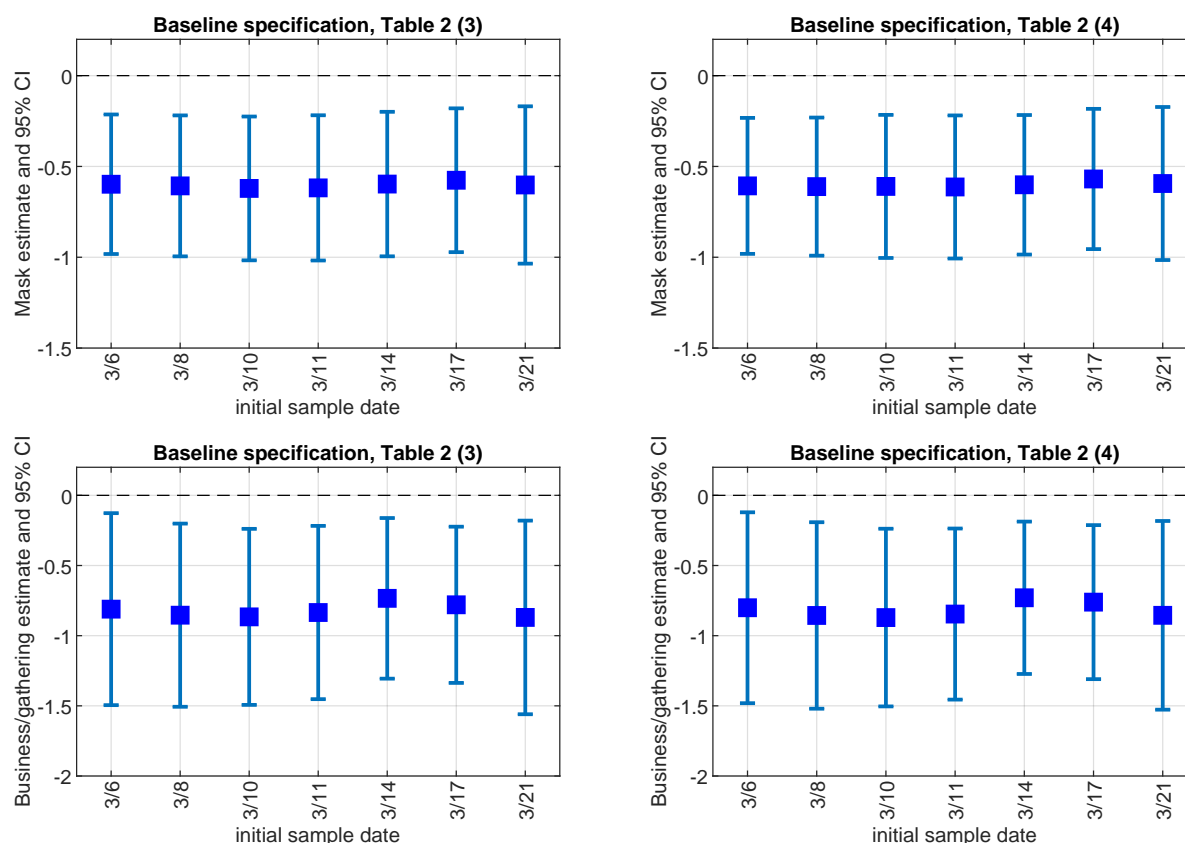 Baseline specification, Table 2 (3)
Mask estimate and 95% CI
0
-0.5
-1
-1.5
3/6 3/8 3/10 3/11 3/14 3/17 3/21
initial sample date
Baseline specification, Table 2 (4)
Mask estimate and 95% CI
0
-0.5
-1
-1.5
3/6 3/8 3/10 3/11 3/14 3/17 3/21
initial sample date
Baseline specification, Table 2 (3)
Business/gathering estimate and 95% CI
0
-0.5
-1
-1.5
-2
3/6 3/8 3/10 3/11 3/14 3/17 3/21
initial sample date
Baseline specification, Table 2 (4)
Business/gathering estimate and 95% CI
0
-0.5
-1
-1.5
-2
3/6 3/8 3/10 3/11 3/14 3/17 3/21
initial sample date